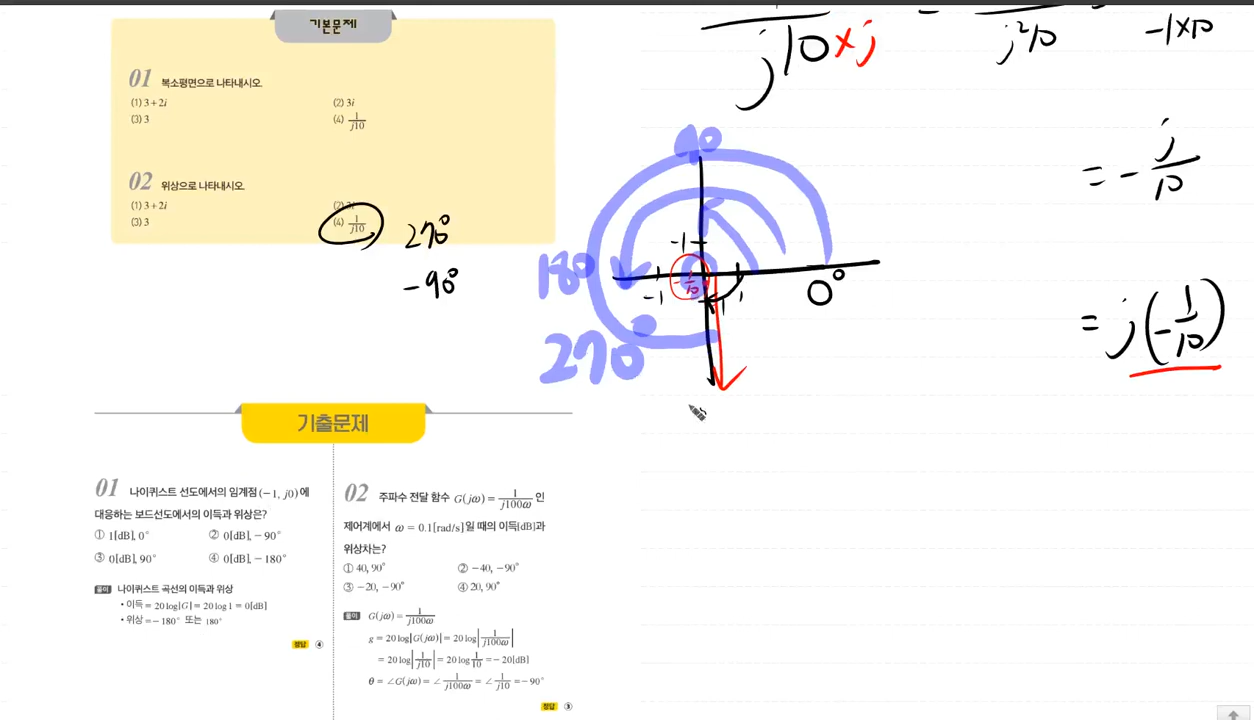 기본문제
01 복소평면으로 나타내시오.
(1) 3+2i
(2) 3i
(3) 3
(4) 1/j10
02 위상으로 나타내시오.
(1) 3+2i
(2) 3i
(3) 3
(4) 1/j10
270°
-90°
j10 ×j
=
j²10
-1×10
= - j/10
= j(-1/10)
90
180
270°
0°
-1
-1
1
-1/10
기출문제
01 나이퀴스트 선도에서의 임계점(-1, j0)에
대응하는 보드선도에서의 이득과 위상은?
① 1[dB], 0°
② 0[dB], -90°
③ 0[dB], 90°
④ 0[dB], -180°
풀이 나이퀴스트 곡선의 이득과 위상
• 이득 = 20 log|G| = 20 log 1 = 0[dB]
• 위상 = -180° 또는 180°
정답 ④
02 주파수 전달 함수 G(jω) = 1/j100ω 인
제어계에서 ω = 0.1[rad/s]일 때의 이득[dB]과
위상차는?
① 40, 90°
② -40, -90°
③ -20, -90°
④ 20, 90°
풀이 G(jω) = 1/j100ω
g = 20 log|G(jω)| = 20 log|1/j100ω|
= 20 log|1/j10| = 20 log 1/10 = -20[dB]
θ = ∠G(jω) = ∠ 1/j100ω = ∠ 1/j10 = -90°
정답 ③